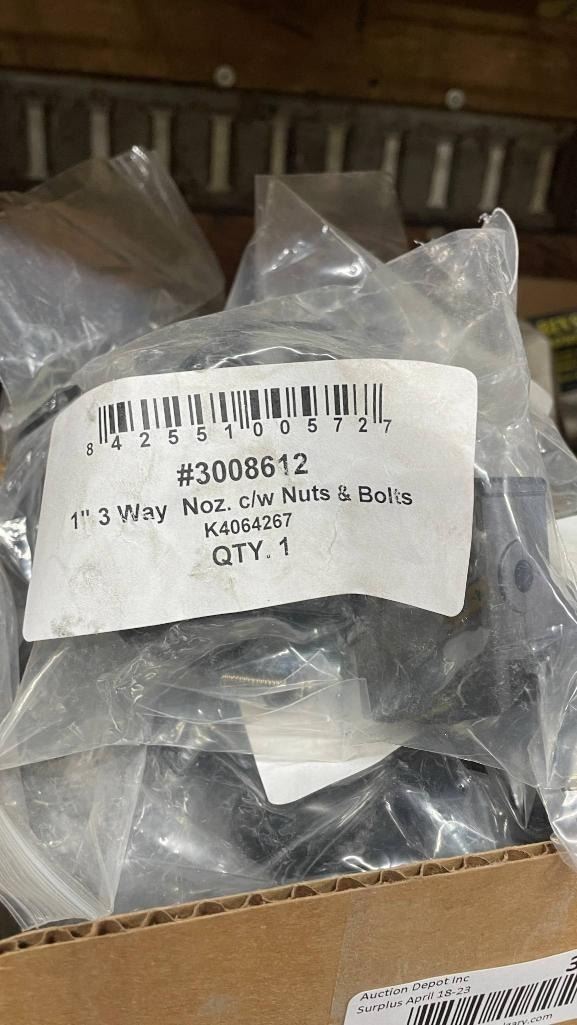 8 42551 00572 7
#3008612
1" 3 Way Noz. c/w Nuts & Bolts
K4064267
QTY. 1
Auction Depot Inc
Surplus April 18-23